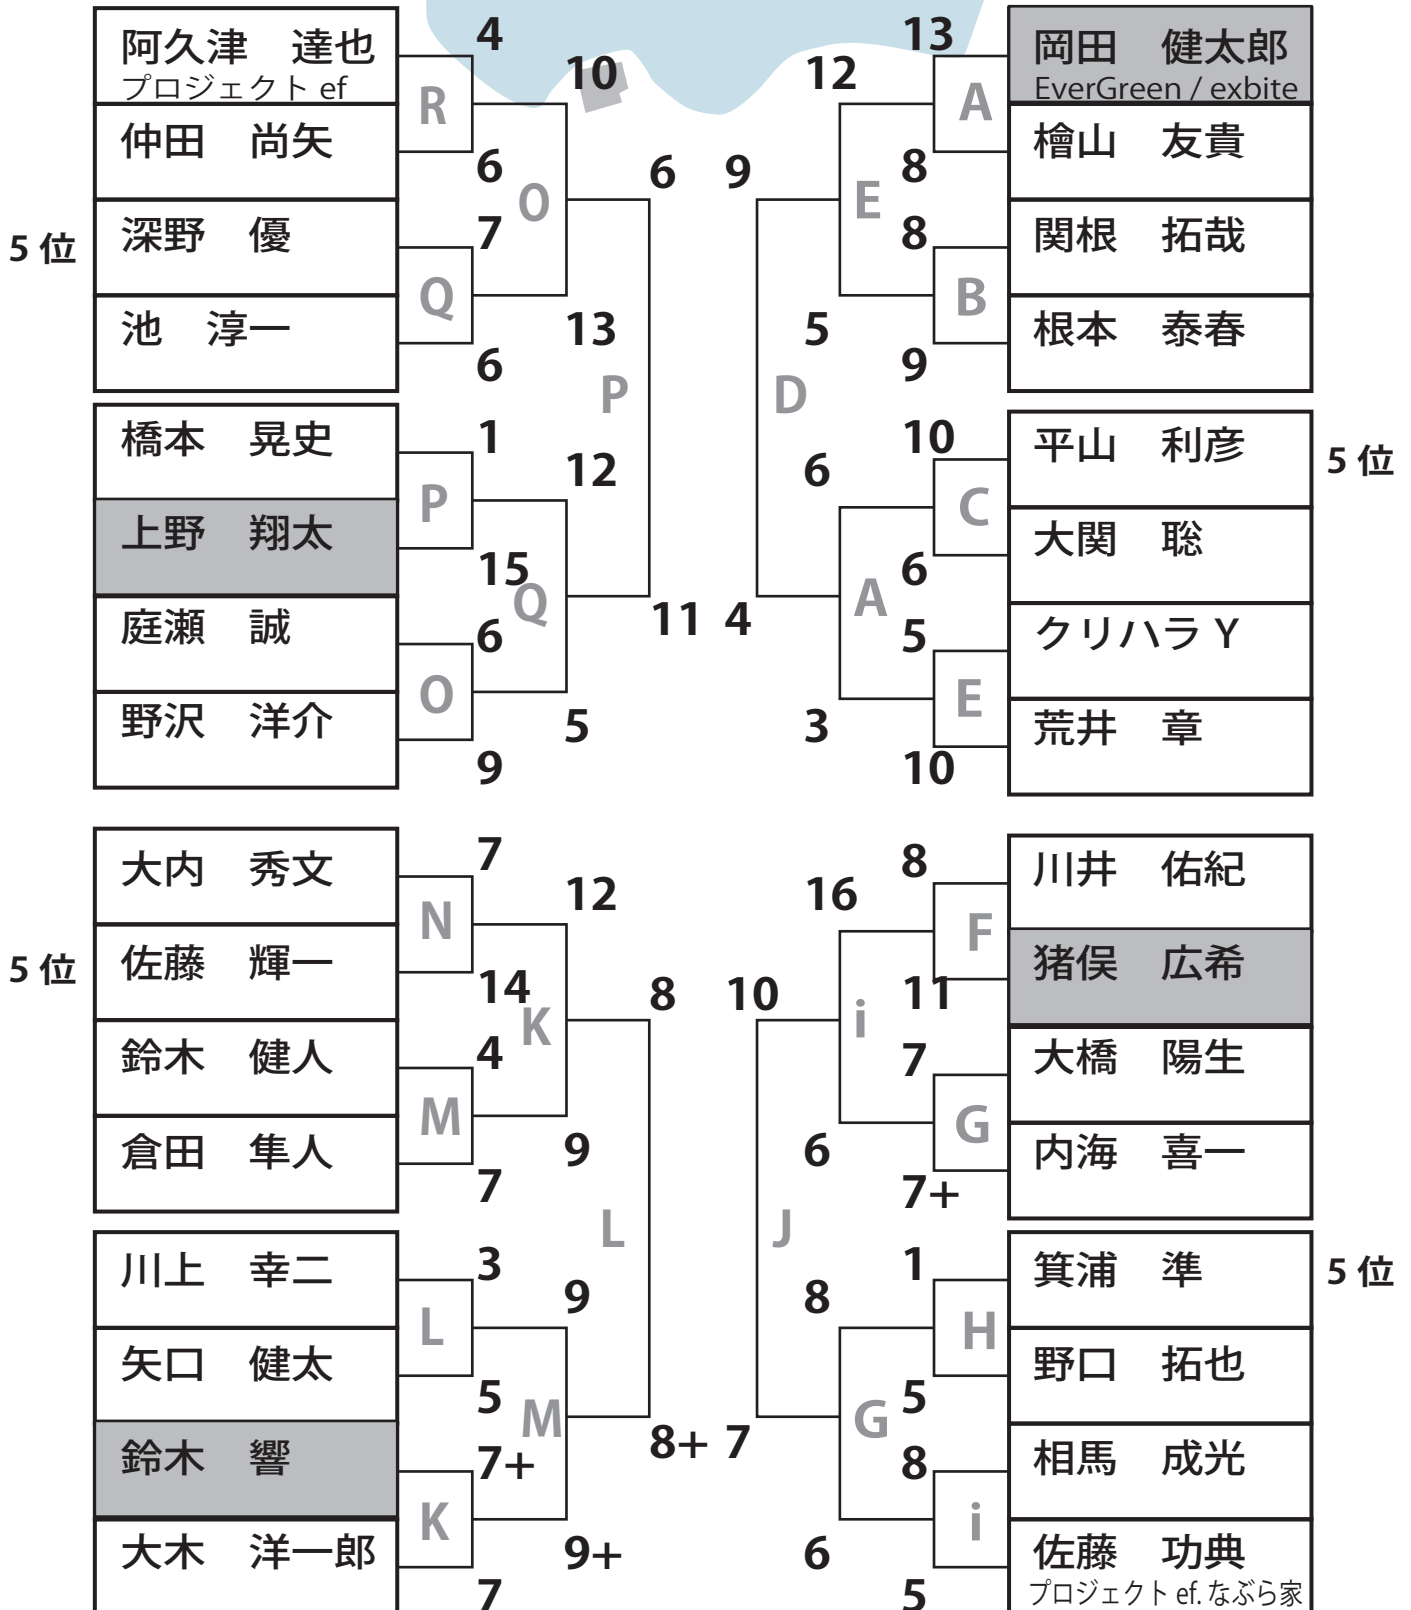 阿久津 達也
プロジェクト ef
仲田 尚矢
深野 優
池 淳一
5 位
橋本 晃史
上野 翔太
庭瀬 誠
野沢 洋介
4
R
6
7
Q
6
1
P
15
6
O
9
10
O
13
12
Q
5
6
P
11
岡田 健太郎
EverGreen / exbite
檜山 友貴
関根 拓哉
根本 泰春
平山 利彦
5 位
大関 聡
クリハラ Y
荒井 章
13
A
8
8
B
9
10
C
6
5
E
10
12
E
5
6
A
3
9
D
4
大内 秀文
佐藤 輝一
5 位
鈴木 健人
倉田 隼人
川上 幸二
矢口 健太
鈴木 響
大木 洋一郎
7
N
14
4
M
7
3
L
5
7+
K
7
12
K
9
9
M
9+
8
L
8+
川井 佑紀
猪俣 広希
大橋 陽生
内海 喜一
箕浦 準
5 位
野口 拓也
相馬 成光
佐藤 功典
プロジェクト ef. なぶら家
8
F
11
7
G
7+
1
H
5
8
i
5
16
i
6
8
G
6
10
J
7